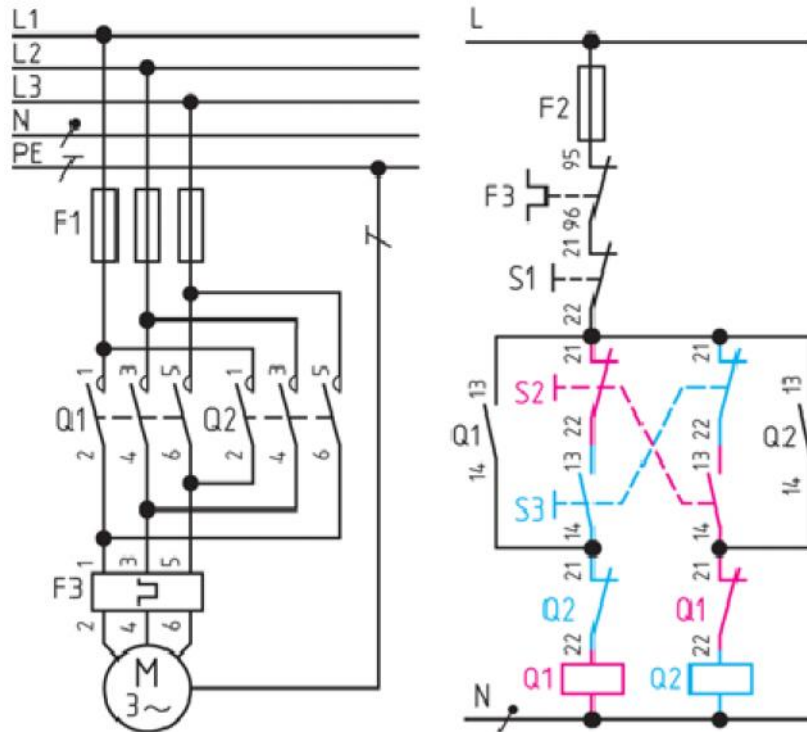 L1
L2
L3
N
PE
F1
1 3 5 1 3 5
Q1 Q2
2 4 6 2 4 6
1 3 5
F3
2 4 6
M
3~
L
F2
95
F3
96
21
S1
22
21 21
13 S2 13
Q1 22 22 Q2
14 13 13 14
S3
14 14
21 21
Q2 Q1
22 22
Q1 Q2
N